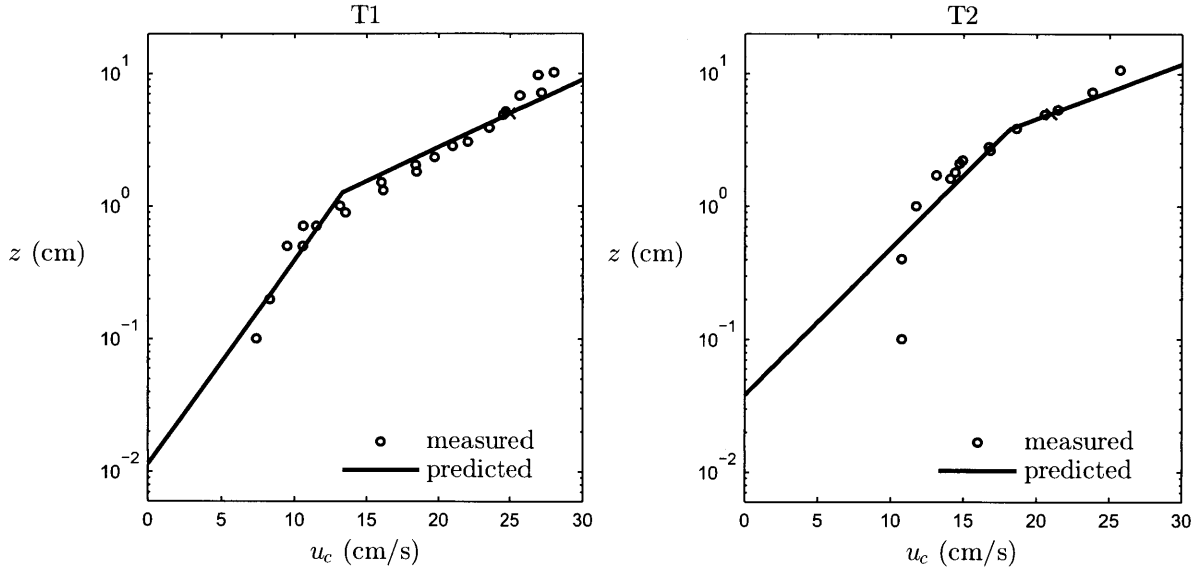 T1
10^1
10^0
z (cm)
10^-1
10^-2
measured
predicted
0 5 10 15 20 25 30
u_c (cm/s)
T2
10^1
10^0
z (cm)
10^-1
10^-2
measured
predicted
0 5 10 15 20 25 30
u_c (cm/s)